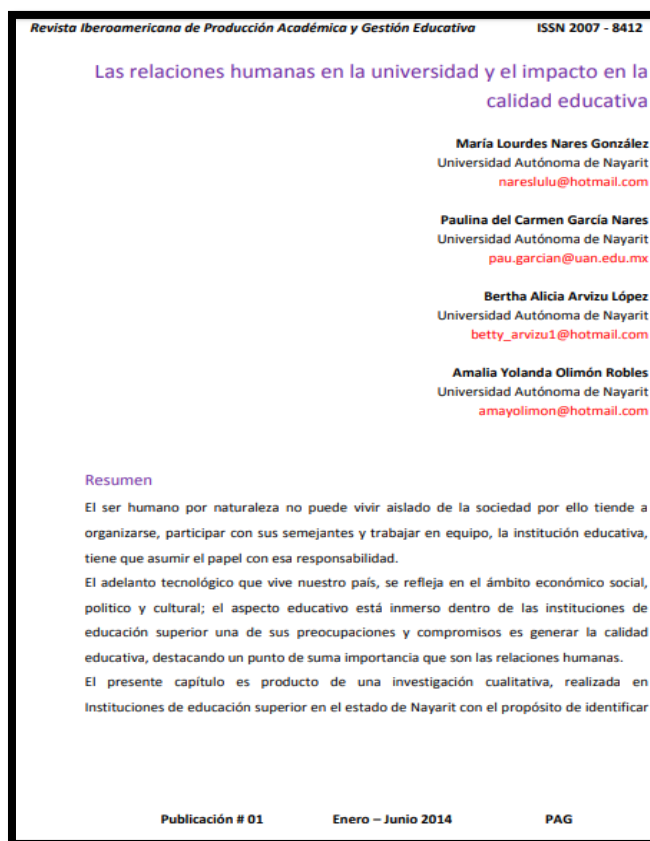 Revista Iberoamericana de Producción Académica y Gestión Educativa ISSN 2007 - 8412
Las relaciones humanas en la universidad y el impacto en la
calidad educativa
María Lourdes Nares González
Universidad Autónoma de Nayarit
nareslulu@hotmail.com
Paulina del Carmen García Nares
Universidad Autónoma de Nayarit
pau.garcian@uan.edu.mx
Bertha Alicia Arvizu López
Universidad Autónoma de Nayarit
betty_arvizu1@hotmail.com
Amalia Yolanda Olimón Robles
Universidad Autónoma de Nayarit
amayolimon@hotmail.com
Resumen
El ser humano por naturaleza no puede vivir aislado de la sociedad por ello tiende a
organizarse, participar con sus semejantes y trabajar en equipo, la institución educativa,
tiene que asumir el papel con esa responsabilidad.
El adelanto tecnológico que vive nuestro país, se refleja en el ámbito económico social,
politico y cultural; el aspecto educativo está inmerso dentro de las instituciones de
educación superior una de sus preocupaciones y compromisos es generar la calidad
educativa, destacando un punto de suma importancia que son las relaciones humanas.
El presente capítulo es producto de una investigación cualitativa, realizada en
Instituciones de educación superior en el estado de Nayarit con el propósito de identificar
Publicación # 01 Enero – Junio 2014 PAG